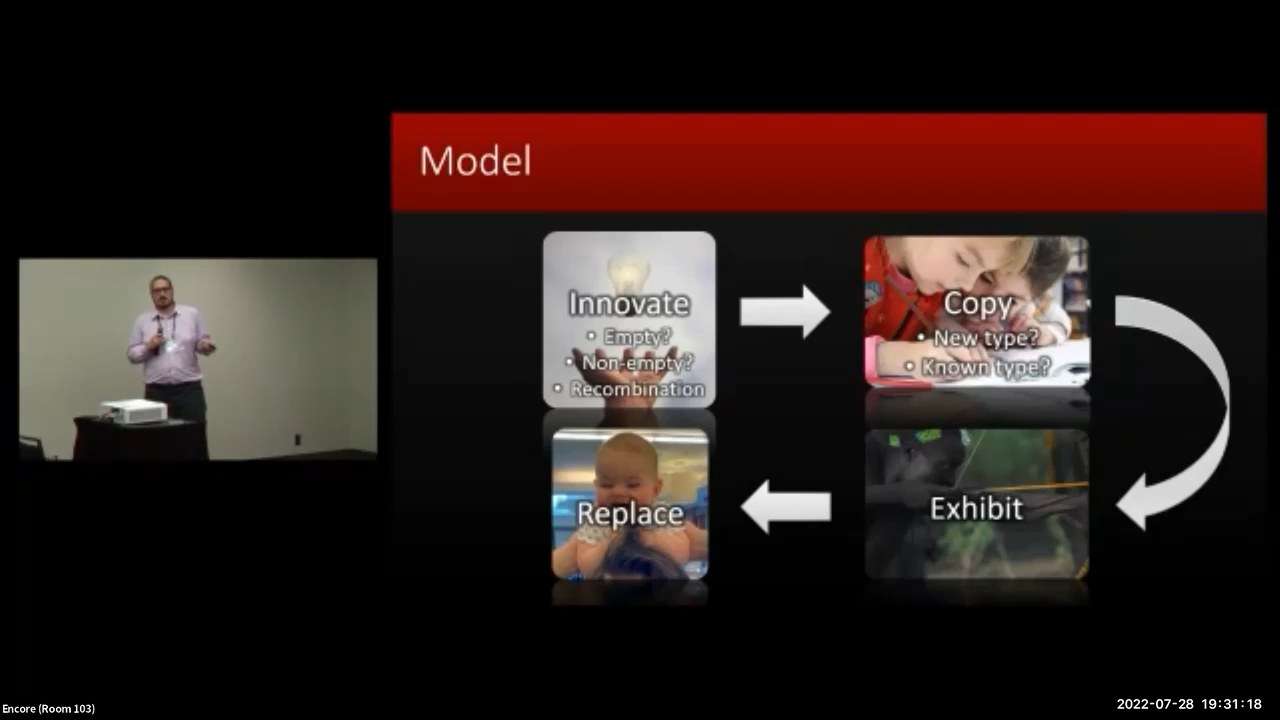 Model
Innovate
• Empty?
• Non-empty?
• Recombination
Copy
• New type?
• Known type?
Replace
Exhibit
Encore (Room 103)
2022-07-28 19:31:18